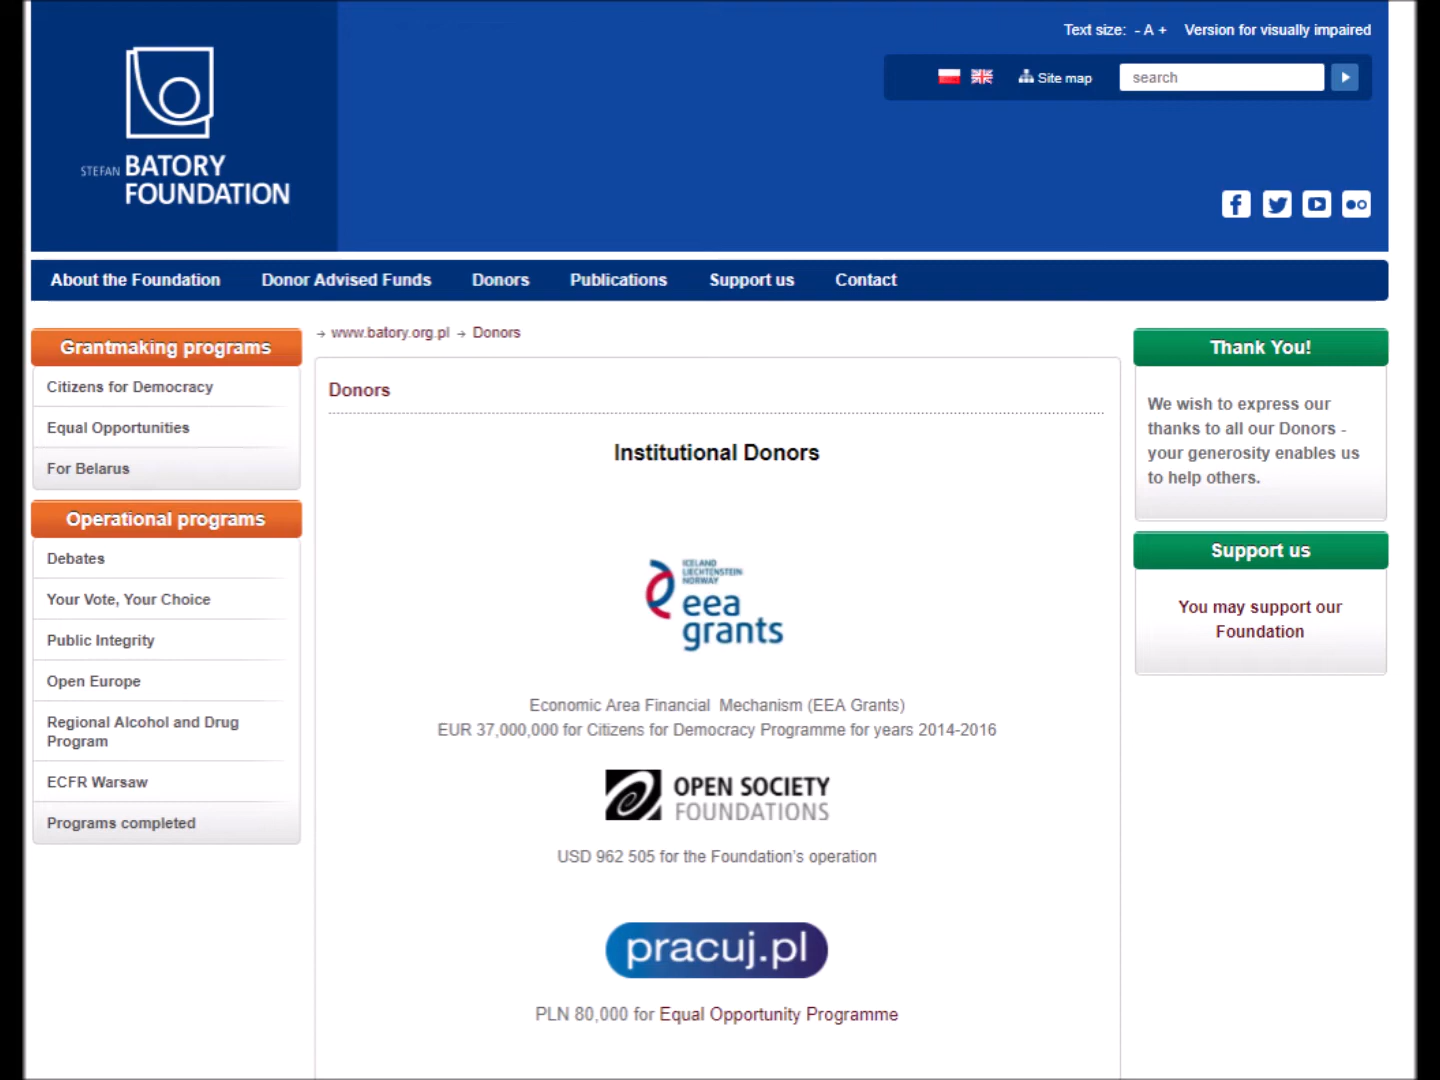 Text size: - A + Version for visually impaired
Site map search
STEFAN BATORY
FOUNDATION
About the Foundation Donor Advised Funds Donors Publications Support us Contact
www.batory.org.pl Donors
Grantmaking programs
Citizens for Democracy
Equal Opportunities
For Belarus
Operational programs
Debates
Your Vote, Your Choice
Public Integrity
Open Europe
Regional Alcohol and Drug
Program
ECFR Warsaw
Programs completed
Donors
Institutional Donors
ICELAND
LIECHTENSTEIN
NORWAY
eea
grants
Economic Area Financial Mechanism (EEA Grants)
EUR 37,000,000 for Citizens for Democracy Programme for years 2014-2016
OPEN SOCIETY
FOUNDATIONS
USD 962 505 for the Foundation's operation
pracuj.pl
PLN 80,000 for Equal Opportunity Programme
Thank You!
We wish to express our
thanks to all our Donors -
your generosity enables us
to help others.
Support us
You may support our
Foundation